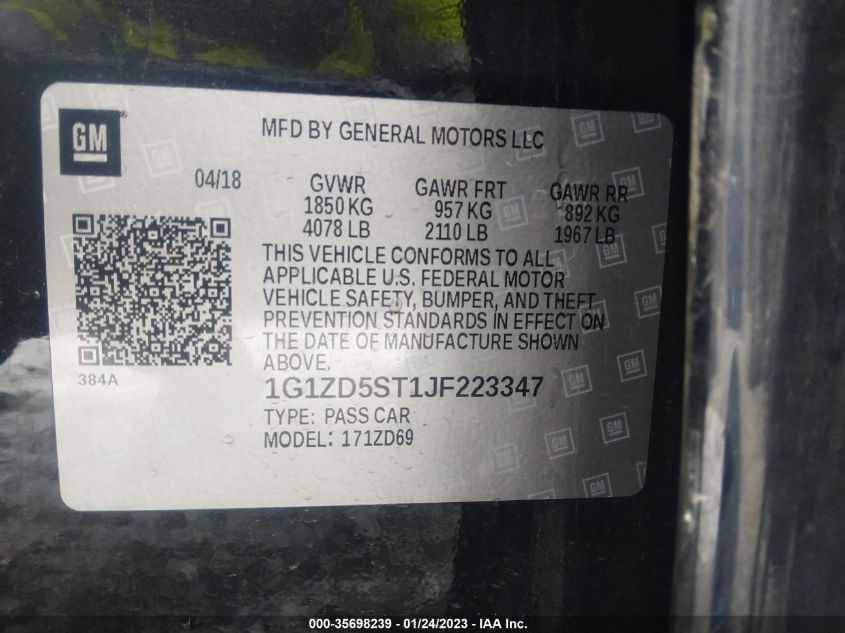 GM
MFD BY GENERAL MOTORS LLC
04/18
GVWR GAWR FRT GAWR RR
1850 KG 957 KG 892 KG
4078 LB 2110 LB 1967 LB
THIS VEHICLE CONFORMS TO ALL
APPLICABLE U.S. FEDERAL MOTOR
VEHICLE SAFETY, BUMPER, AND THEFT
PREVENTION STANDARDS IN EFFECT ON
THE DATE OF MANUFACTURE SHOWN
ABOVE.
384A
1G1ZD5ST1JF223347
TYPE: PASS CAR
MODEL: 171ZD69
000-35698239 - 01/24/2023 - IAA Inc.